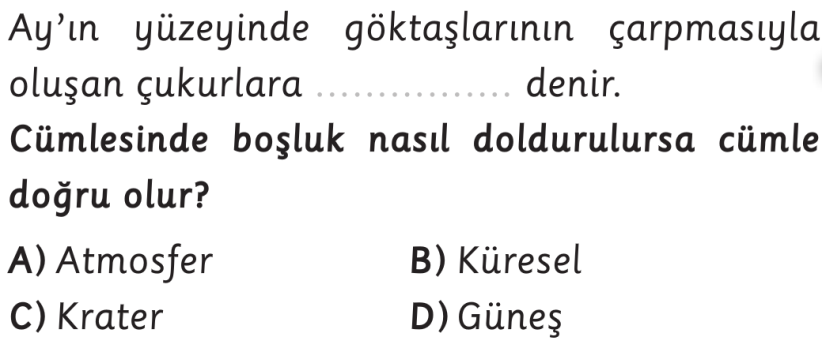 Ay’ın yüzeyinde göktaşlarının çarpmasıyla
oluşan çukurlara ................ denir.
Cümlesinde boşluk nasıl doldurulursa cümle
doğru olur?
A) Atmosfer B) Küresel
C) Krater D) Güneş